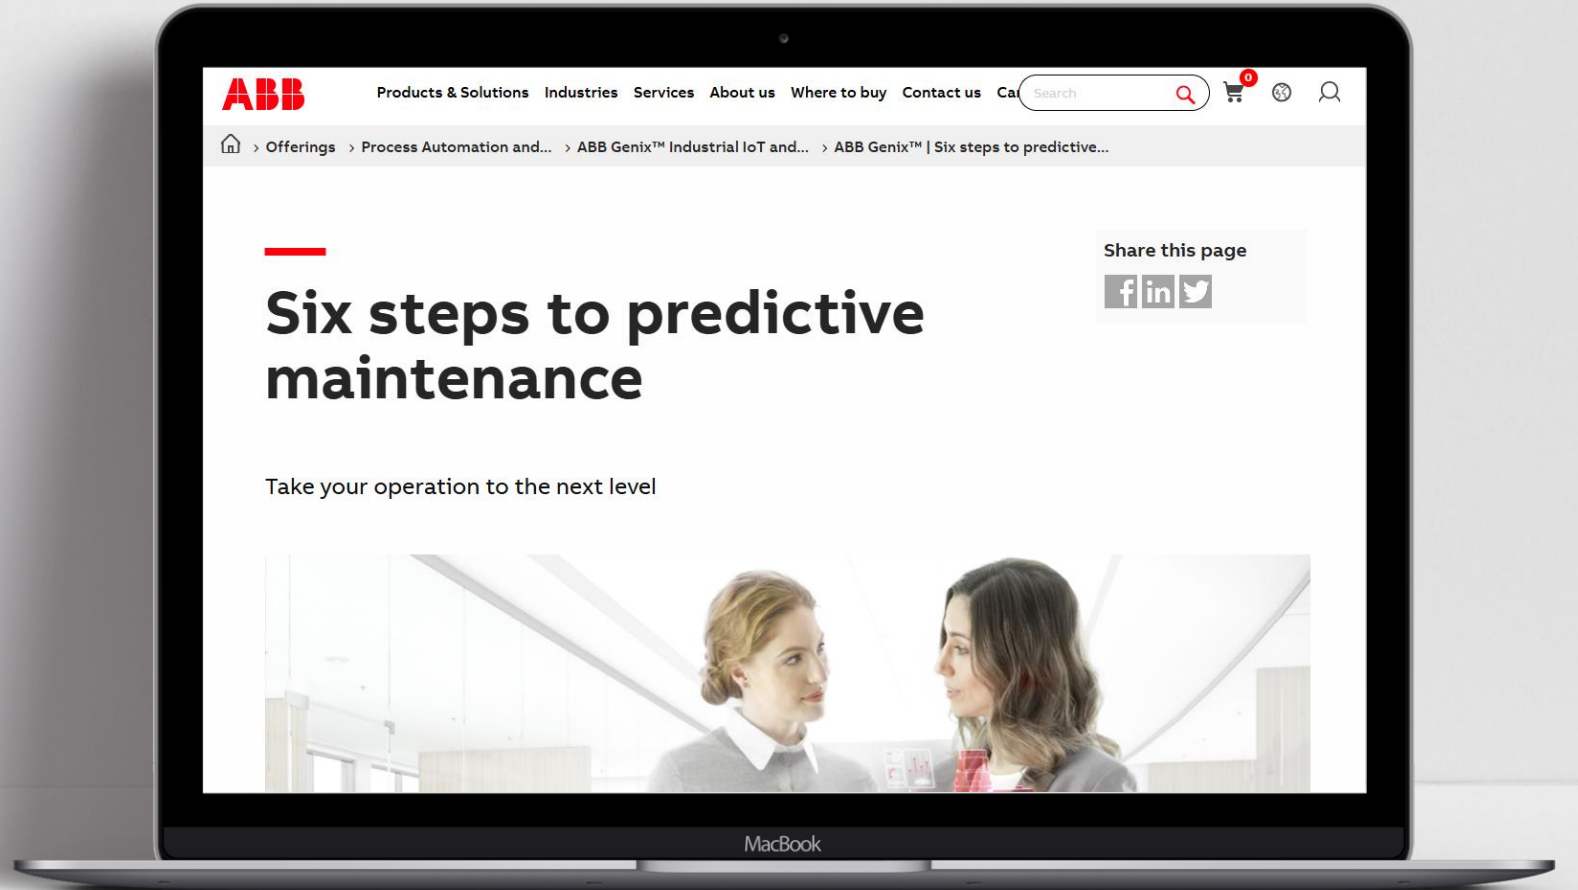 ABB
Products & Solutions Industries Services About us Where to buy Contact us Ca Search 0
> Offerings > Process Automation and... > ABB Genix™ Industrial IoT and... > ABB Genix™ | Six steps to predictive...
Share this page
f in
Six steps to predictive
maintenance
Take your operation to the next level
MacBook